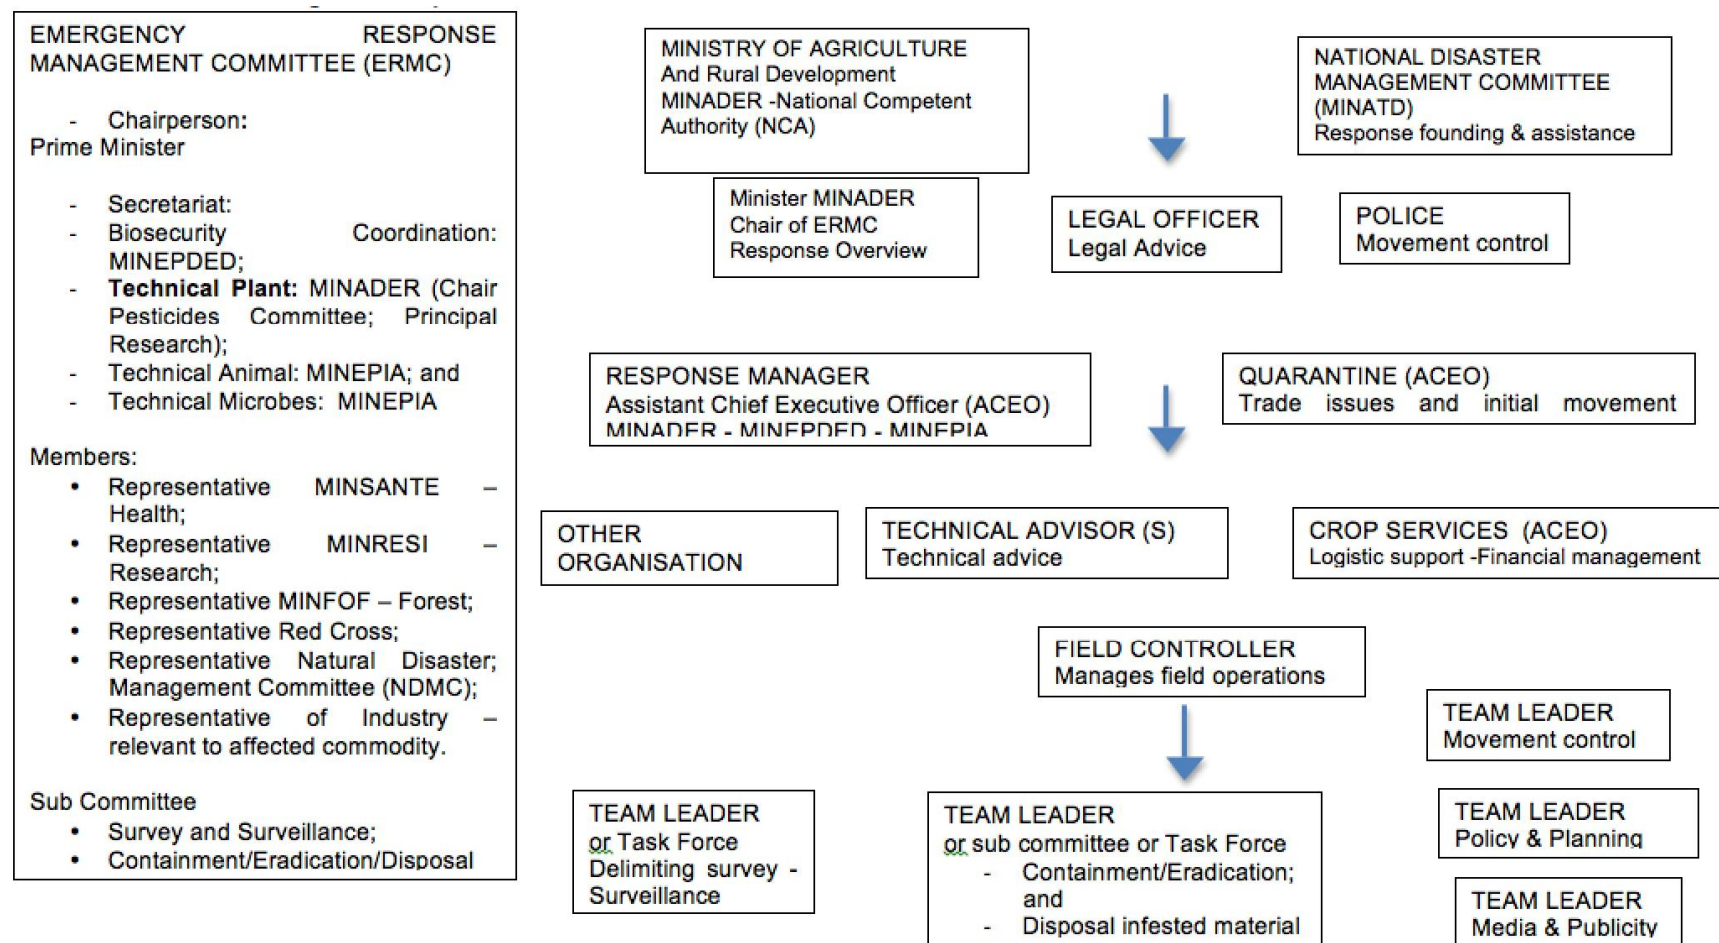 EMERGENCY RESPONSE
MANAGEMENT COMMITTEE (ERMC)
- Chairperson:
Prime Minister
- Secretariat:
- Biosecurity Coordination:
MINEPDED;
- Technical Plant: MINADER (Chair
Pesticides Committee; Principal
Research);
- Technical Animal: MINEPIA; and
- Technical Microbes: MINEPIA
Members:
• Representative MINSANTE –
Health;
• Representative MINRESI –
Research;
• Representative MINFOF – Forest;
• Representative Red Cross;
• Representative Natural Disaster;
Management Committee (NDMC);
• Representative of Industry –
relevant to affected commodity.
Sub Committee
• Survey and Surveillance;
• Containment/Eradication/Disposal
MINISTRY OF AGRICULTURE
And Rural Development
MINADER -National Competent
Authority (NCA)
NATIONAL DISASTER
MANAGEMENT COMMITTEE
(MINATD)
Response founding & assistance
Minister MINADER
Chair of ERMC
Response Overview
LEGAL OFFICER
Legal Advice
POLICE
Movement control
RESPONSE MANAGER
Assistant Chief Executive Officer (ACEO)
MINADER - MINEPDED - MINEPIA
QUARANTINE (ACEO)
Trade issues and initial movement
OTHER
ORGANISATION
TECHNICAL ADVISOR (S)
Technical advice
CROP SERVICES (ACEO)
Logistic support -Financial management
FIELD CONTROLLER
Manages field operations
TEAM LEADER
Movement control
TEAM LEADER
or Task Force
Delimiting survey -
Surveillance
TEAM LEADER
or sub committee or Task Force
- Containment/Eradication;
and
- Disposal infested material
TEAM LEADER
Policy & Planning
TEAM LEADER
Media & Publicity